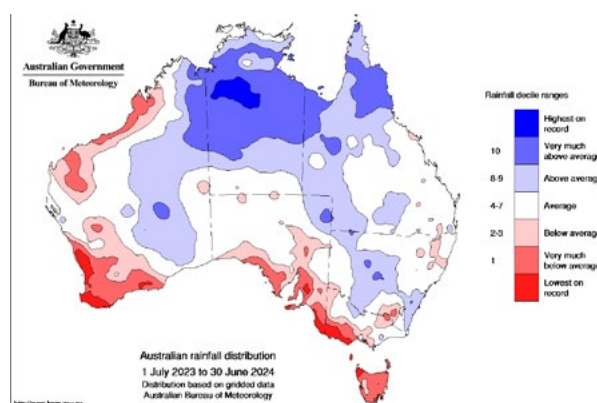 Australian Government
Bureau of Meteorology
Rainfall decile ranges
Highest on
record
10
Very much
above average
8-9
Above average
4-7
Average
2-3
Below average
1
Very much
below average
Lowest on
record
Australian rainfall distribution
1 July 2023 to 30 June 2024
Distribution based on gridded data
Australian Bureau of Meteorology